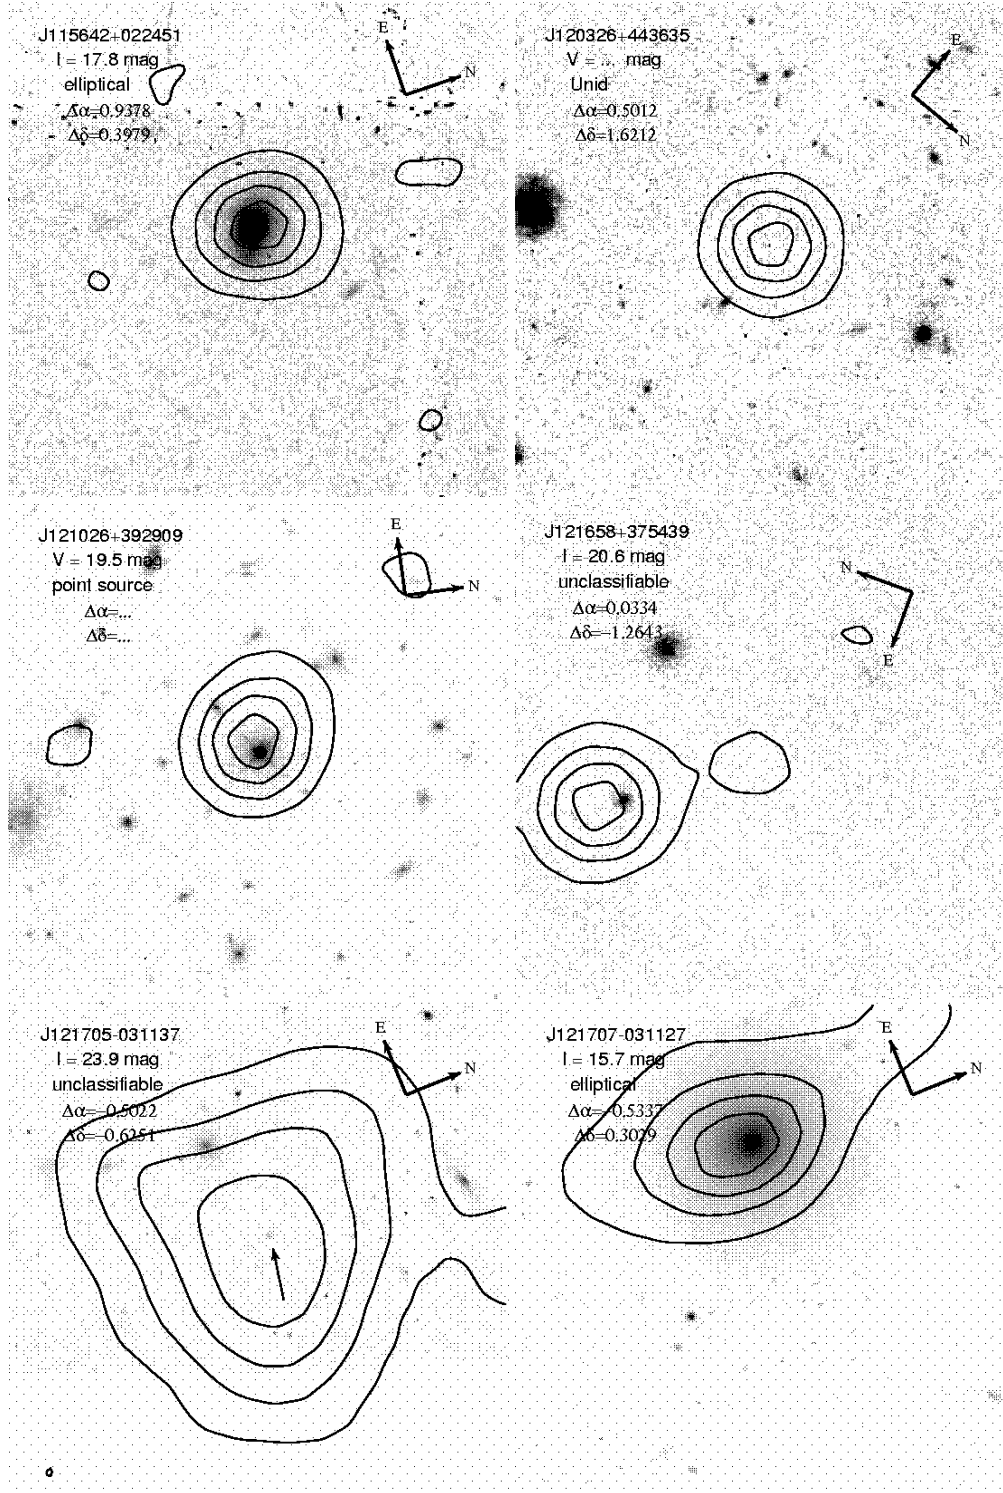 J115642+022451
I = 17.8 mag
elliptical
Δα=0.9378
Δδ=0.3979
E
N
J120326+443635
V = ... mag
Unid
Δα=0.5012
Δδ=1.6212
E
N
J121026+392909
V = 19.5 mag
point source
Δα=...
Δδ=...
E
N
J121658+375439
I = 20.6 mag
unclassifiable
Δα=0.0334
Δδ=−1.2643
N
E
J121705-031137
I = 23.9 mag
unclassifiable
Δα=−0.5022
Δδ=−0.6251
E
N
J121707-031127
I = 15.7 mag
elliptical
Δα=−0.5337
Δδ=0.3029
E
N